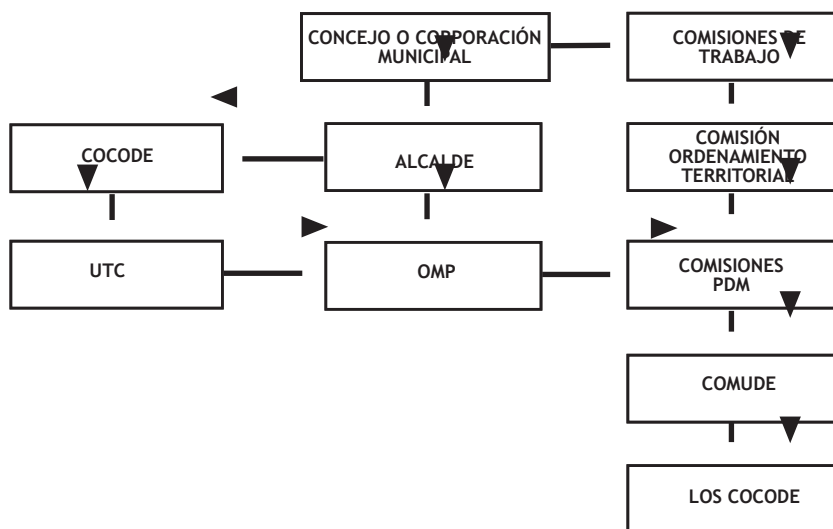 CONCEJO O CORPORACIÓN
MUNICIPAL
COMISIONES DE
TRABAJO
COCODE
ALCALDE
COMISIÓN
ORDENAMIENTO
TERRITORIAL
UTC
OMP
COMISIONES
PDM
COMUDE
LOS COCODE